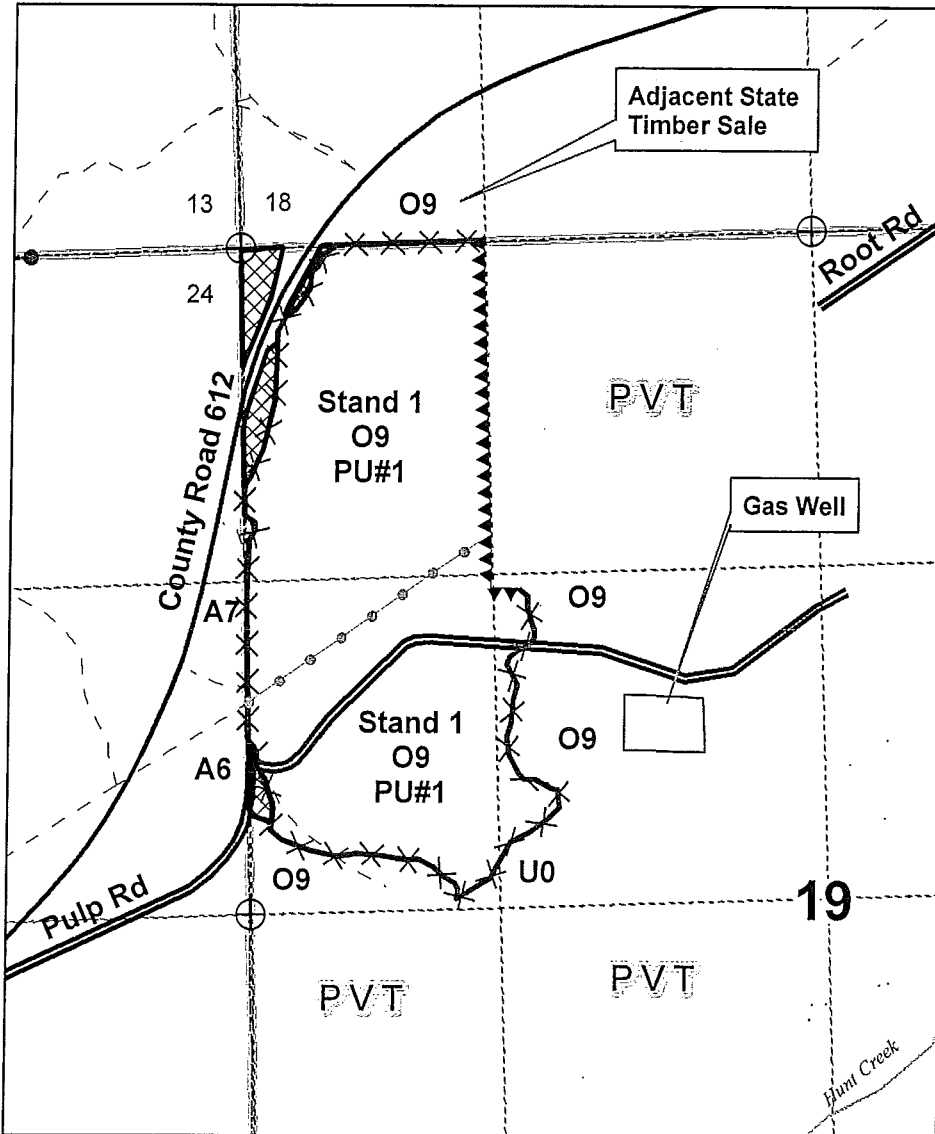 Adjacent State
Timber Sale
13
18
O9
24
Root Rd
County Road 612
Stand 1
O9
PU#1
PVT
Gas Well
O9
A7
Stand 1
O9
PU#1
O9
A6
O9
U0
Pulp Rd
19
PVT
PVT
Hunt Creek